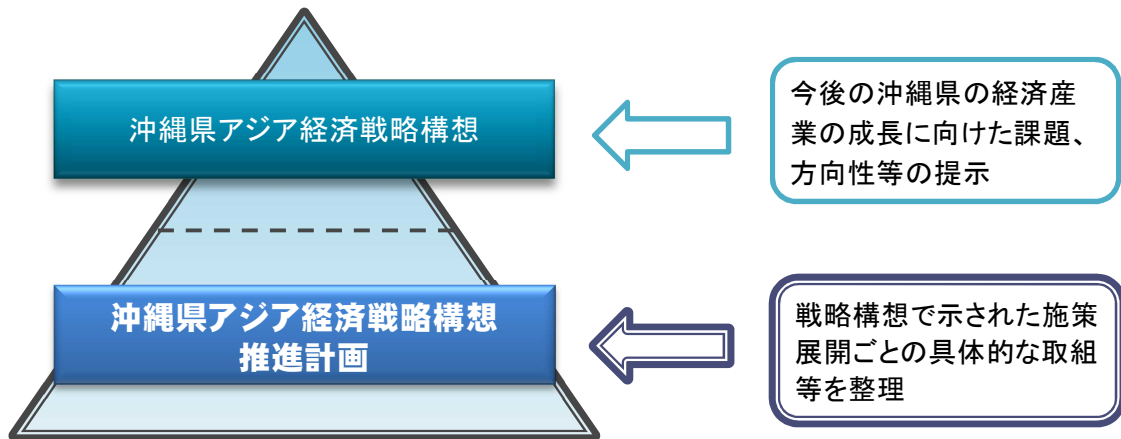 沖縄県アジア経済戦略構想
今後の沖縄県の経済産
業の成長に向けた課題、
方向性等の提示
沖縄県アジア経済戦略構想
推進計画
戦略構想で示された施策
展開ごとの具体的な取組
等を整理